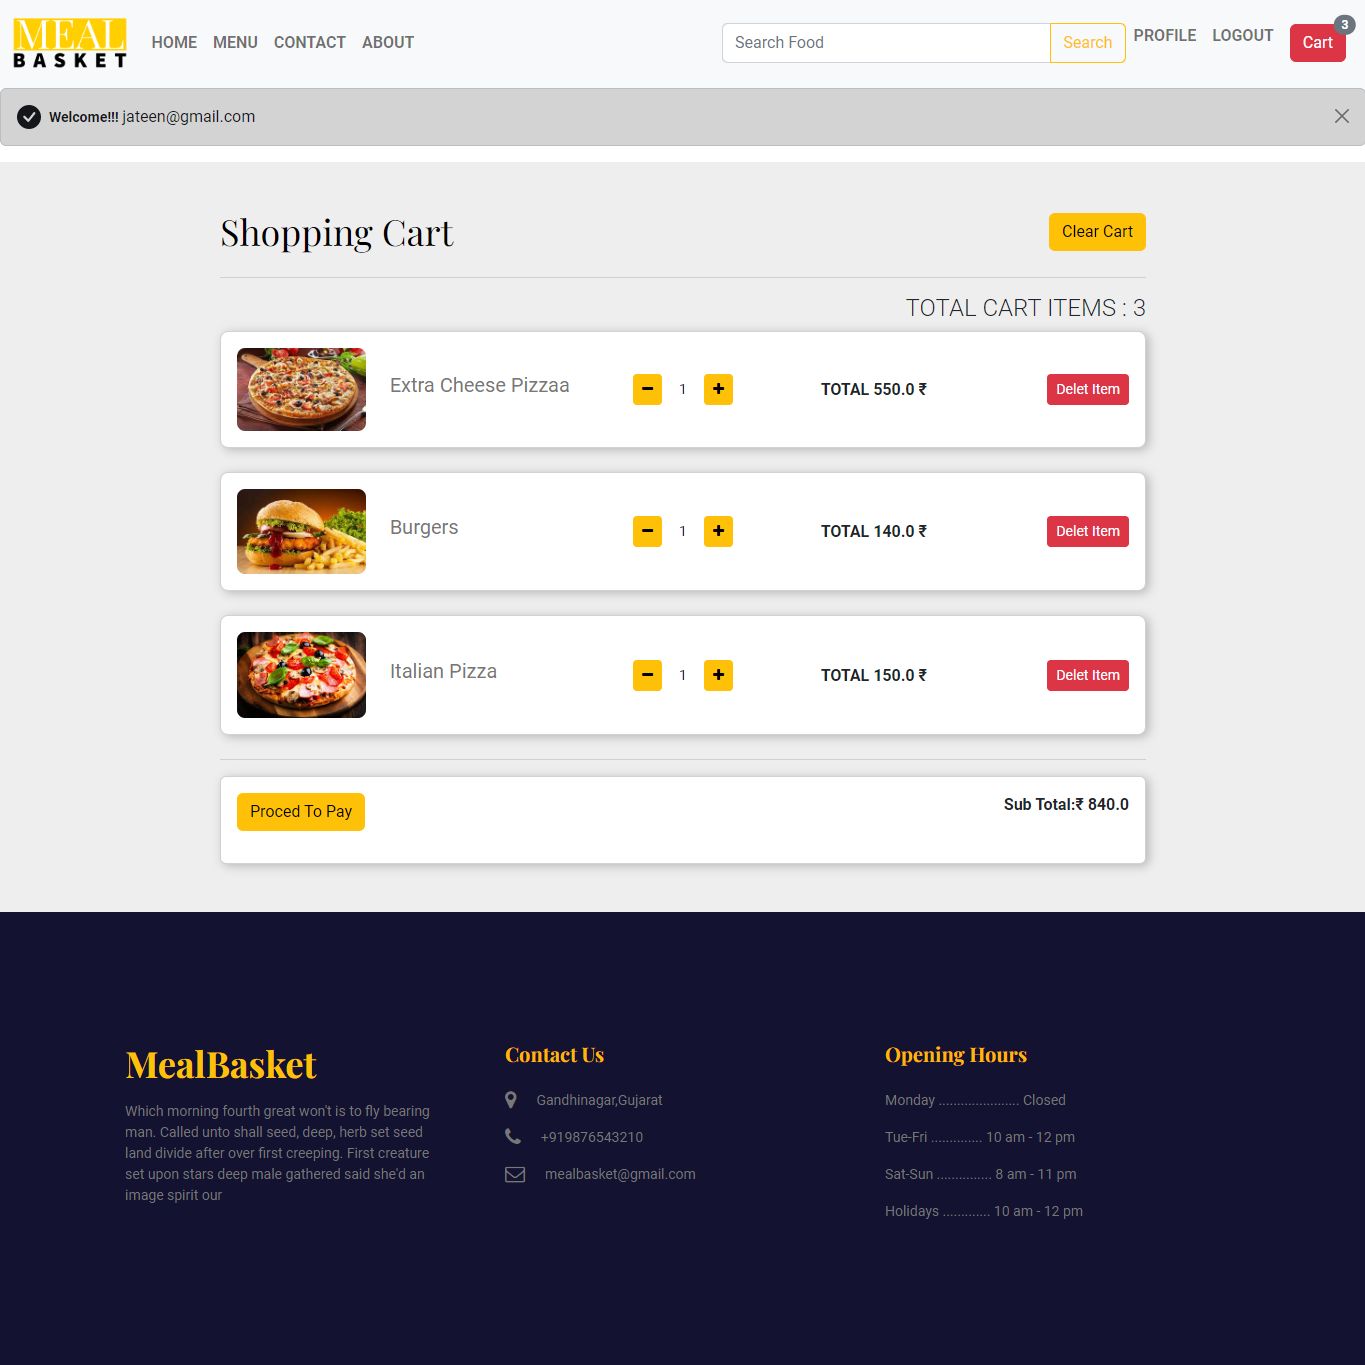 MEAL
BASKET
HOME MENU CONTACT ABOUT
Search Food Search PROFILE LOGOUT Cart 3
Welcome!!! jateen@gmail.com
Shopping Cart
Clear Cart
TOTAL CART ITEMS : 3
Extra Cheese Pizzaa 1 TOTAL 550.0 ₹ Delet Item
Burgers 1 TOTAL 140.0 ₹ Delet Item
Italian Pizza 1 TOTAL 150.0 ₹ Delet Item
Proced To Pay
Sub Total:₹ 840.0
MealBasket
Which morning fourth great won't is to fly bearing
man. Called unto shall seed, deep, herb set seed
land divide after over first creeping. First creature
set upon stars deep male gathered said she'd an
image spirit our
Contact Us
Gandhinagar,Gujarat
+919876543210
mealbasket@gmail.com
Opening Hours
Monday ...................... Closed
Tue-Fri .............. 10 am - 12 pm
Sat-Sun ............... 8 am - 11 pm
Holidays ............. 10 am - 12 pm